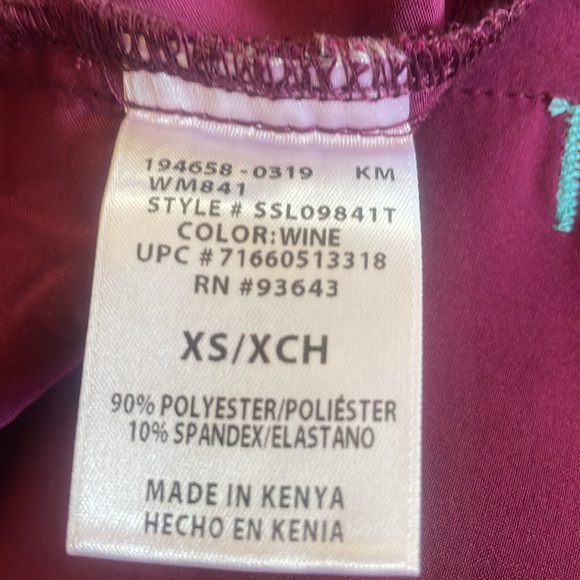 194658-0319 KM
WM841
STYLE # SSL09841T
COLOR:WINE
UPC #71660513318
RN #93643
XS/XCH
90% POLYESTER/POLIÉSTER
10% SPANDEX/ELASTANO
MADE IN KENYA
HECHO EN KENIA